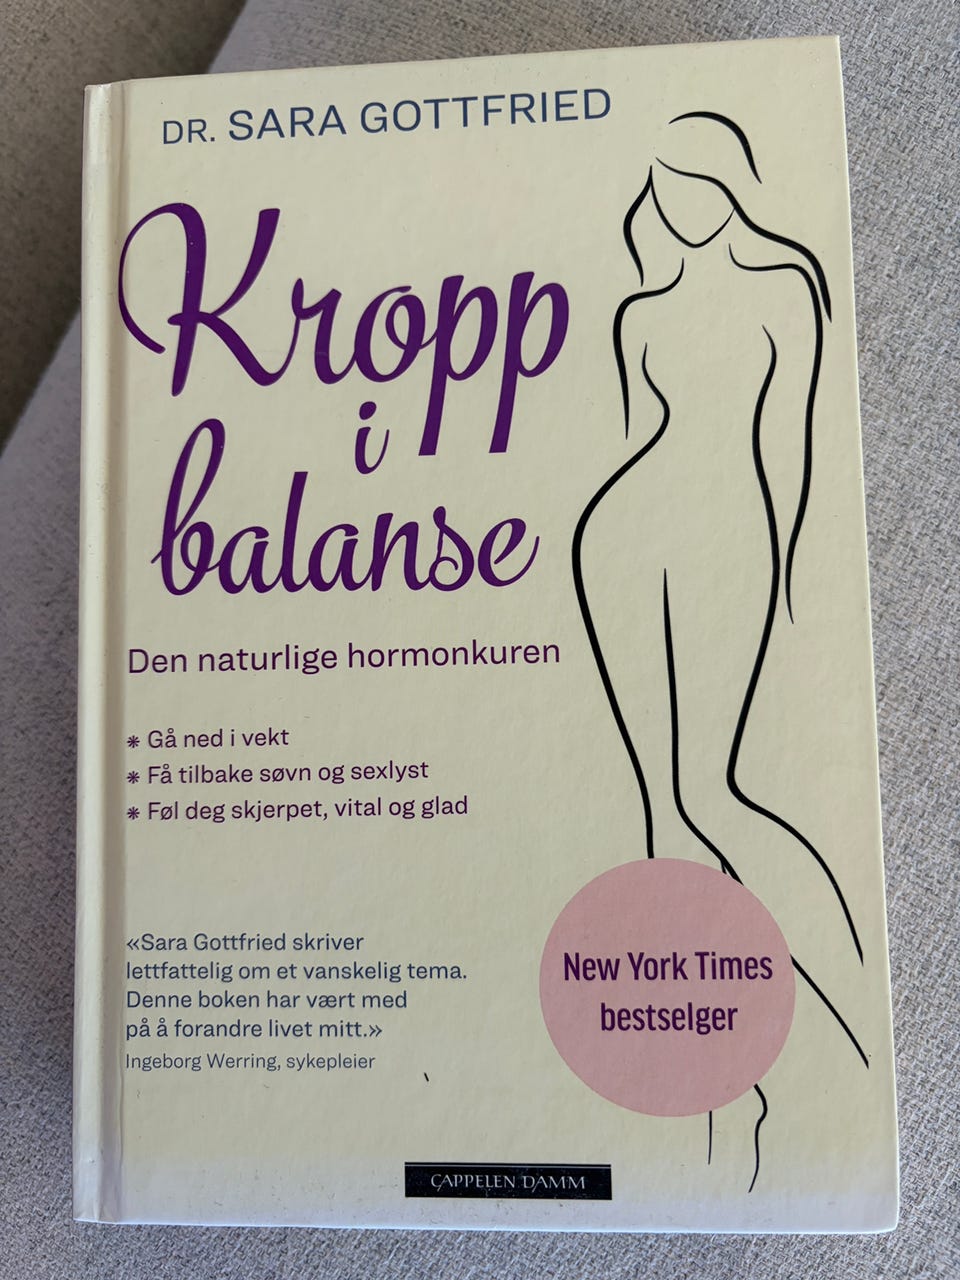 DR. SARA GOTTFRIED
Kropp
i
balanse
Den naturlige hormonkuren
* Gå ned i vekt
* Få tilbake søvn og sexlyst
* Føl deg skjerpet, vital og glad
«Sara Gottfried skriver
lettfattelig om et vanskelig tema.
Denne boken har vært med
på å forandre livet mitt.»
Ingeborg Werring, sykepleier
New York Times
bestselger
CAPPELEN DAMM